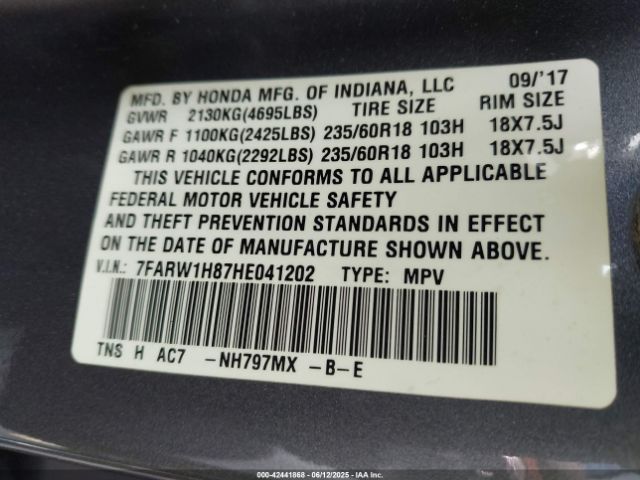 MFD. BY HONDA MFG. OF INDIANA, LLC 09/'17
GVWR 2130KG(4695LBS) TIRE SIZE RIM SIZE
GAWR F 1100KG(2425LBS) 235/60R18 103H 18X7.5J
GAWR R 1040KG(2292LBS) 235/60R18 103H 18X7.5J
THIS VEHICLE CONFORMS TO ALL APPLICABLE
FEDERAL MOTOR VEHICLE SAFETY
AND THEFT PREVENTION STANDARDS IN EFFECT
ON THE DATE OF MANUFACTURE SHOWN ABOVE.
V.I.N.: 7FARW1H87HE041202 TYPE: MPV
TNS H AC7 -NH797MX -B-E
000-42441868 - 06/12/2025 - IAAI.COM